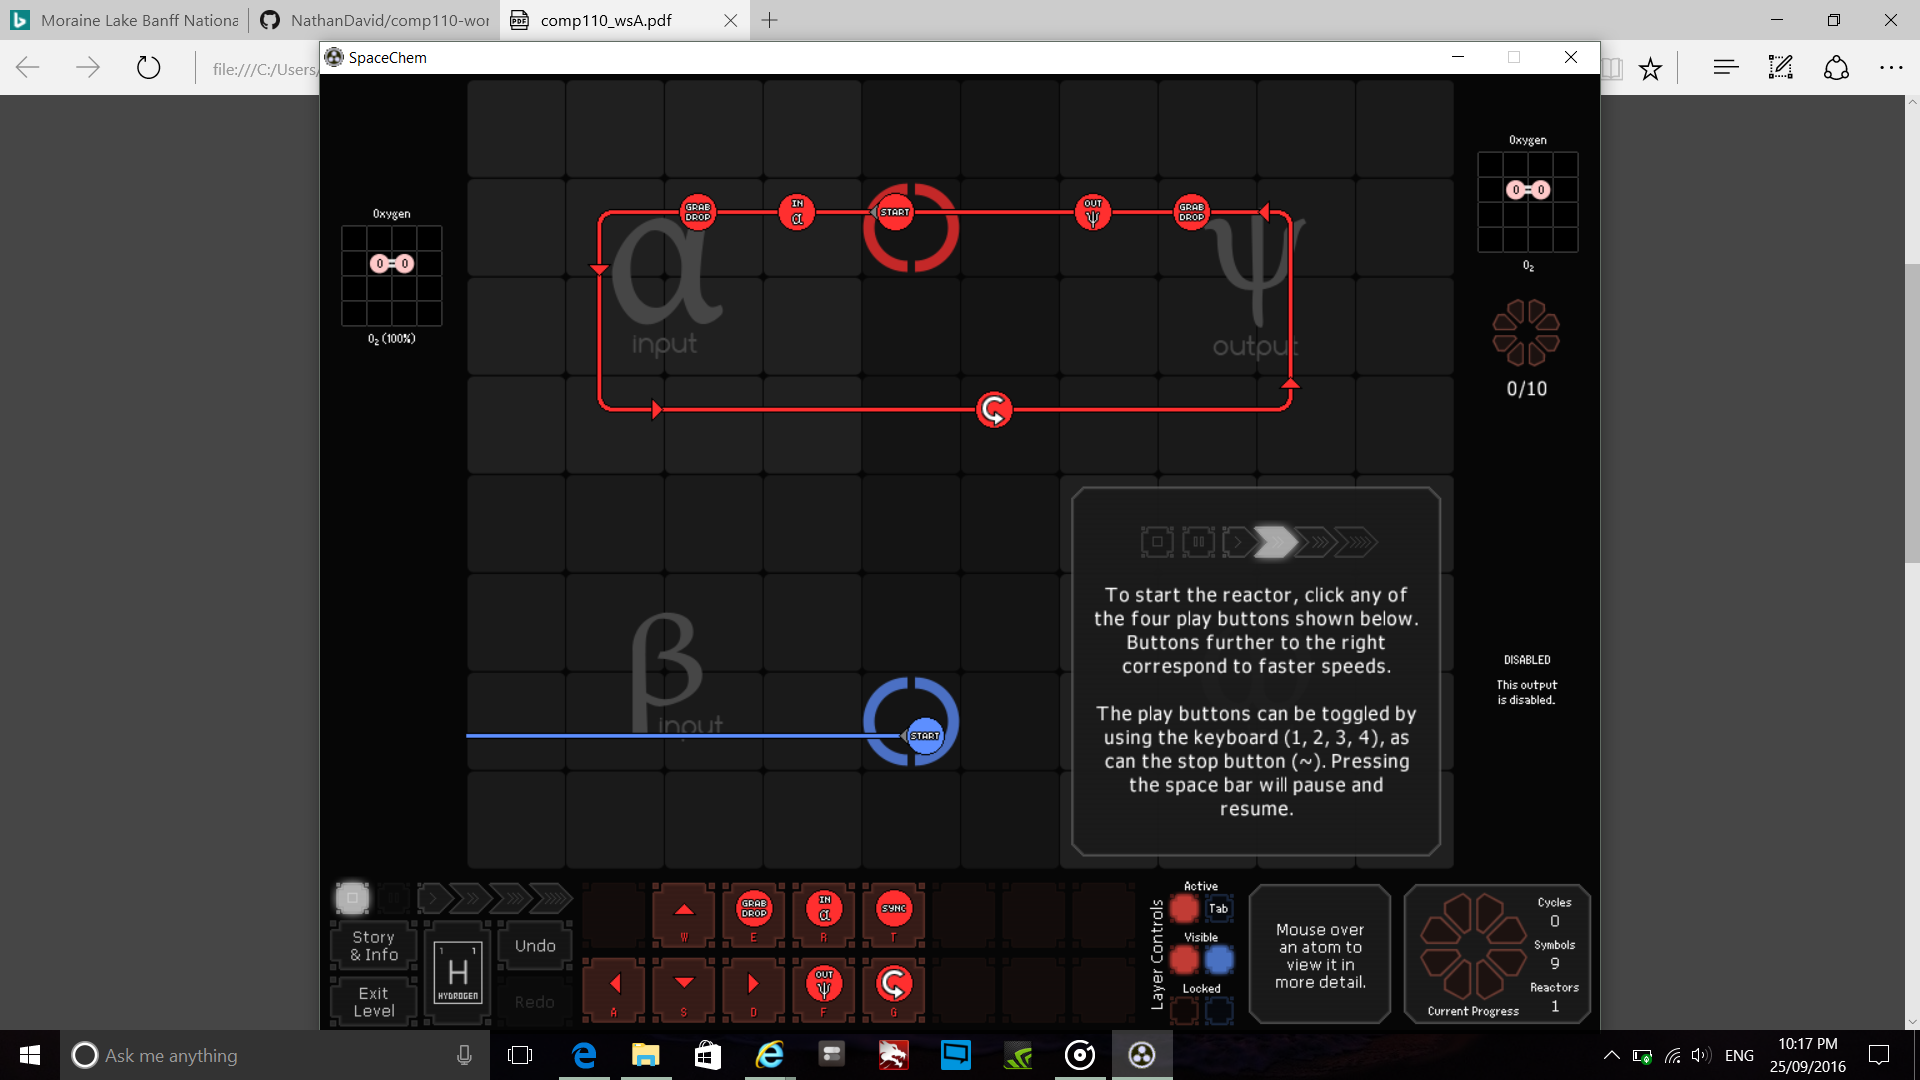 Moraine Lake Banff Nationa
NathanDavid/comp110-wor
comp110_wsA.pdf
file:///C:/Users/
SpaceChem
Oxygen
O=O
O₂ (100%)
GRAB
DROP
IN
α
START
OUT
Ψ
GRAB
DROP
α
input
Ψ
output
Oxygen
O=O
O₂
0/10
β
input
START
To start the reactor, click any of
the four play buttons shown below.
Buttons further to the right
correspond to faster speeds.
The play buttons can be toggled by
using the keyboard (1, 2, 3, 4), as
can the stop button (~). Pressing
the space bar will pause and
resume.
DISABLED
This output
is disabled.
Story
& Info
Exit
Level
1 1
H
HYDROGEN
Undo
Redo
W
GRAB
DROP
E
IN
α
R
SYNC
T
A
S
D
OUT
Ψ
F
G
Layer Controls
Active
Tab
Visible
Locked
Mouse over
an atom to
view it in
more detail.
Cycles
0
Symbols
9
Reactors
1
Current Progress
Ask me anything
ENG
10:17 PM
25/09/2016